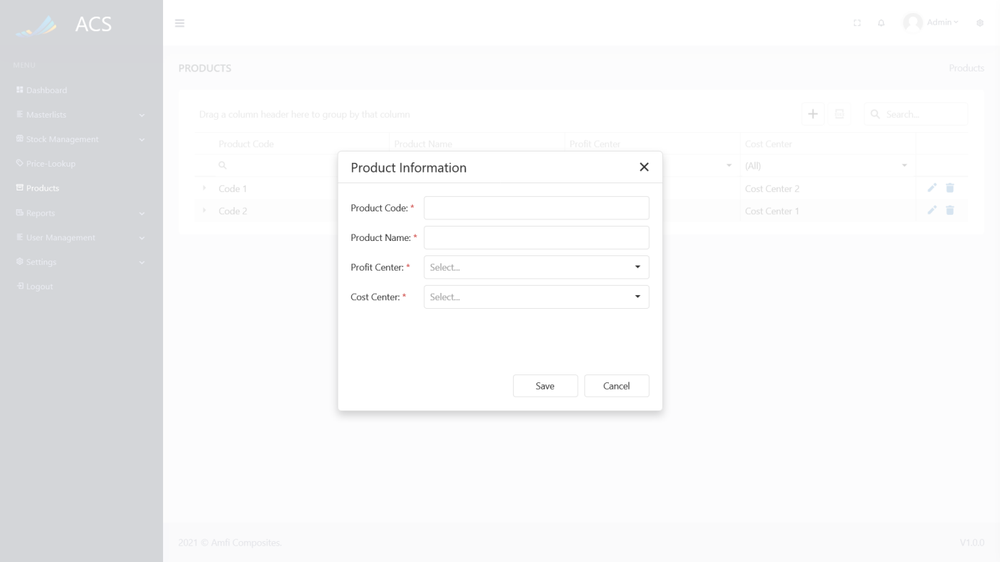 ACS
Admin
MENU
PRODUCTS
Products
Dashboard
Masterlists
Stock Management
Price-Lookup
Products
Reports
User Management
Settings
Logout
Drag a column header here to group by that column
Search...
Product Code
Product Name
Profit Center
Cost Center
(All)
Code 1
Cost Center 2
Code 2
Cost Center 1
Product Information
Product Code: *
Product Name: *
Profit Center: *
Select...
Cost Center: *
Select...
Save
Cancel
2021 © Amfi Composites.
V1.0.0